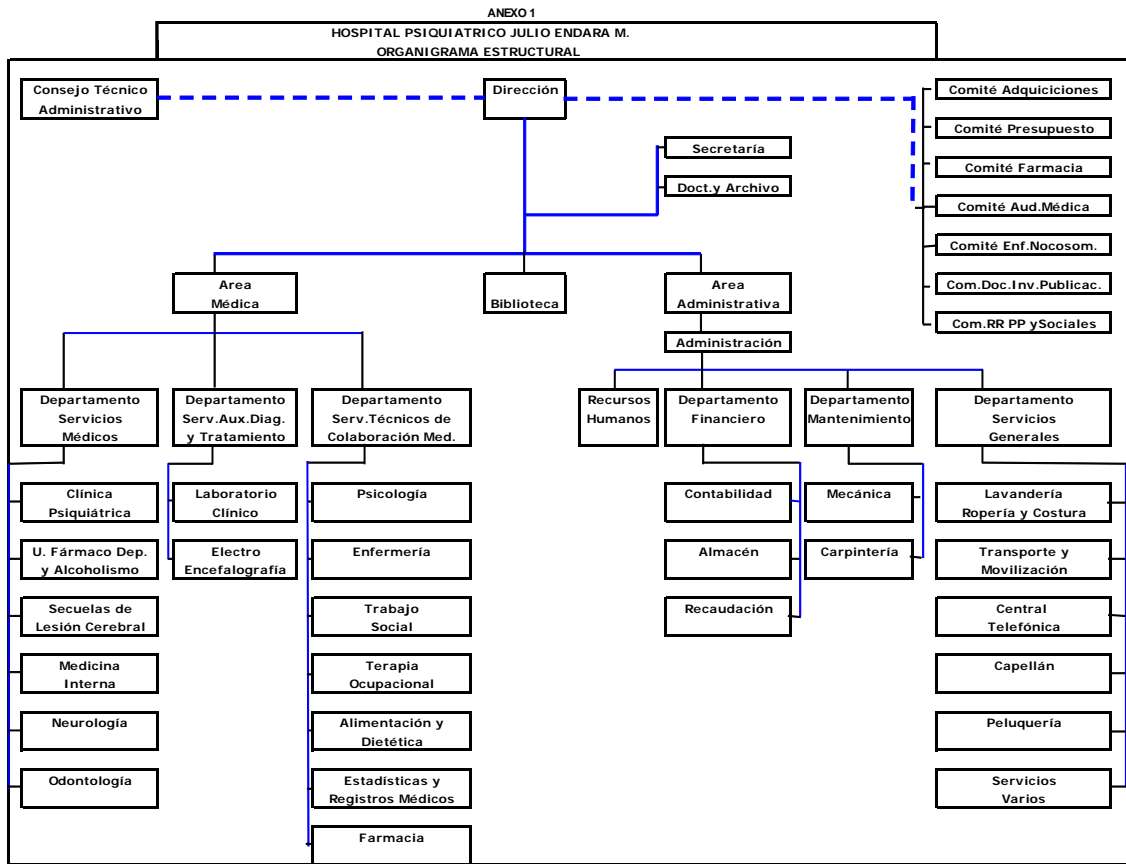 ANEXO 1
HOSPITAL PSIQUIATRICO JULIO ENDARA M.
ORGANIGRAMA ESTRUCTURAL
Consejo Técnico
Administrativo
Dirección
Comité Adquiciciones
Comité Presupuesto
Comité Farmacia
Comité Aud.Médica
Comité Enf.Nocosom.
Com.Doc.Inv.Publicac.
Com.RR PP ySociales
Secretaría
Doct.y Archivo
Area
Médica
Biblioteca
Area
Administrativa
Administración
Departamento
Servicios
Médicos
Departamento
Serv.Aux.Diag.
y Tratamiento
Departamento
Serv.Técnicos de
Colaboración Med.
Recursos
Humanos
Departamento
Financiero
Departamento
Mantenimiento
Departamento
Servicios
Generales
Clínica
Psiquiátrica
U. Fármaco Dep.
y Alcoholismo
Secuelas de
Lesión Cerebral
Medicina
Interna
Neurología
Odontología
Laboratorio
Clínico
Electro
Encefalografía
Psicología
Enfermería
Trabajo
Social
Terapia
Ocupacional
Alimentación y
Dietética
Estadísticas y
Registros Médicos
Farmacia
Contabilidad
Almacén
Recaudación
Mecánica
Carpintería
Lavandería
Ropería y Costura
Transporte y
Movilización
Central
Telefónica
Capellán
Peluquería
Servicios
Varios